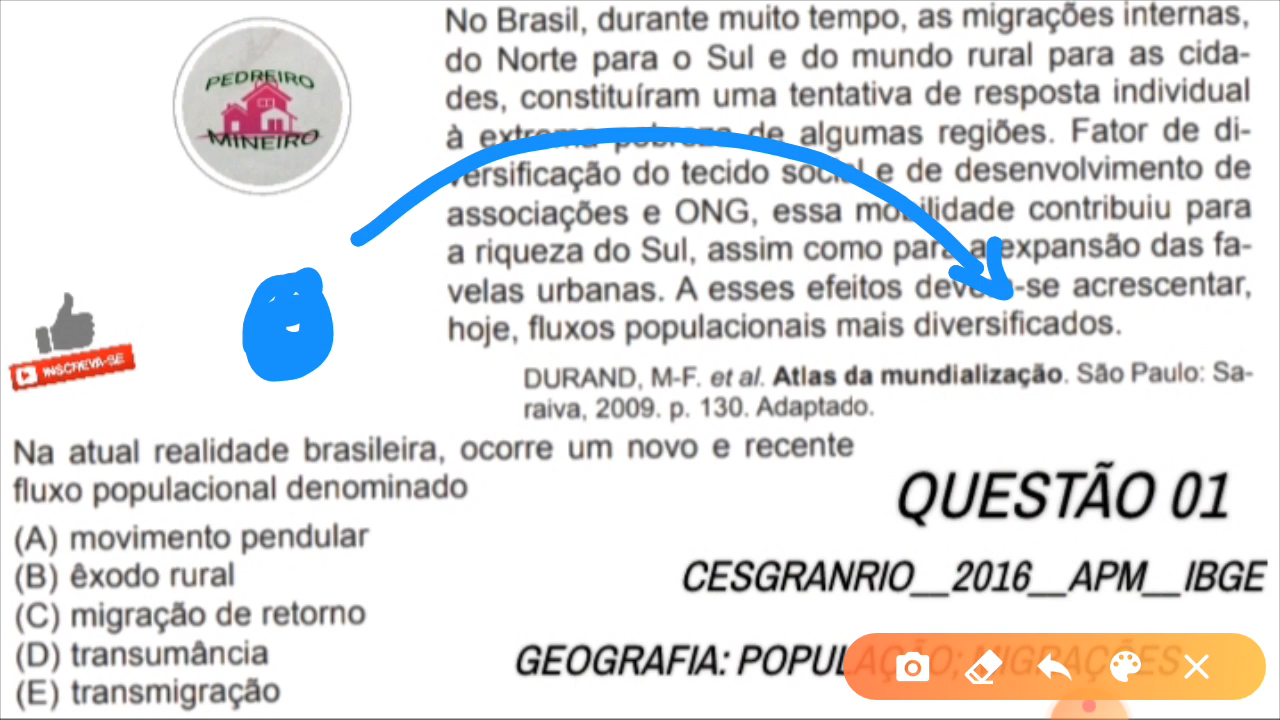 PEDREIRO
MINEIRO
No Brasil, durante muito tempo, as migrações internas,
do Norte para o Sul e do mundo rural para as cida-
des, constituíram uma tentativa de resposta individual
à extrema pobreza de algumas regiões. Fator de di-
versificação do tecido social e de desenvolvimento de
associações e ONG, essa mobilidade contribuiu para
a riqueza do Sul, assim como para a expansão das fa-
velas urbanas. A esses efeitos devem-se acrescentar,
hoje, fluxos populacionais mais diversificados.
INSCREVA-SE
DURAND, M-F. et al. Atlas da mundialização. São Paulo: Sa-
raiva, 2009. p. 130. Adaptado.
Na atual realidade brasileira, ocorre um novo e recente
fluxo populacional denominado
(A) movimento pendular
(B) êxodo rural
(C) migração de retorno
(D) transumância
(E) transmigração
QUESTÃO 01
CESGRANRIO__2016__APM__IBGE
GEOGRAFIA: POPULAÇÃO; MIGRAÇÕES